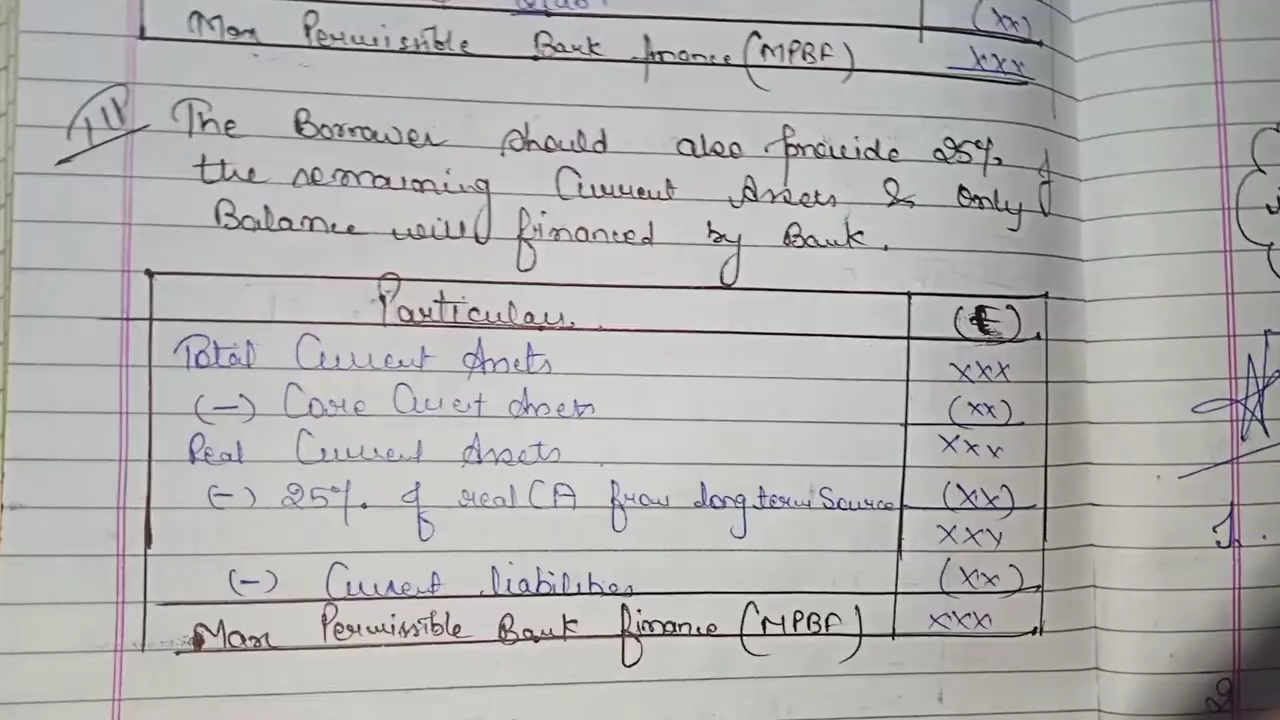 (xx)
Max Permissible Bank finance (MPBF) xxx
III The Borrower should also provide 25% of
the remaining Current Assets & only
Balance will financed by Bank.
Particulars. (₹)
Total Current Assets xxx
(-) Core Curet Assets (xx)
Real Current Assets xxx
(-) 25% of real CA from long term Source (xx)
xxx
(-) Current liabilities (xx)
Max Permissible Bank finance (MPBF) xxx
1.